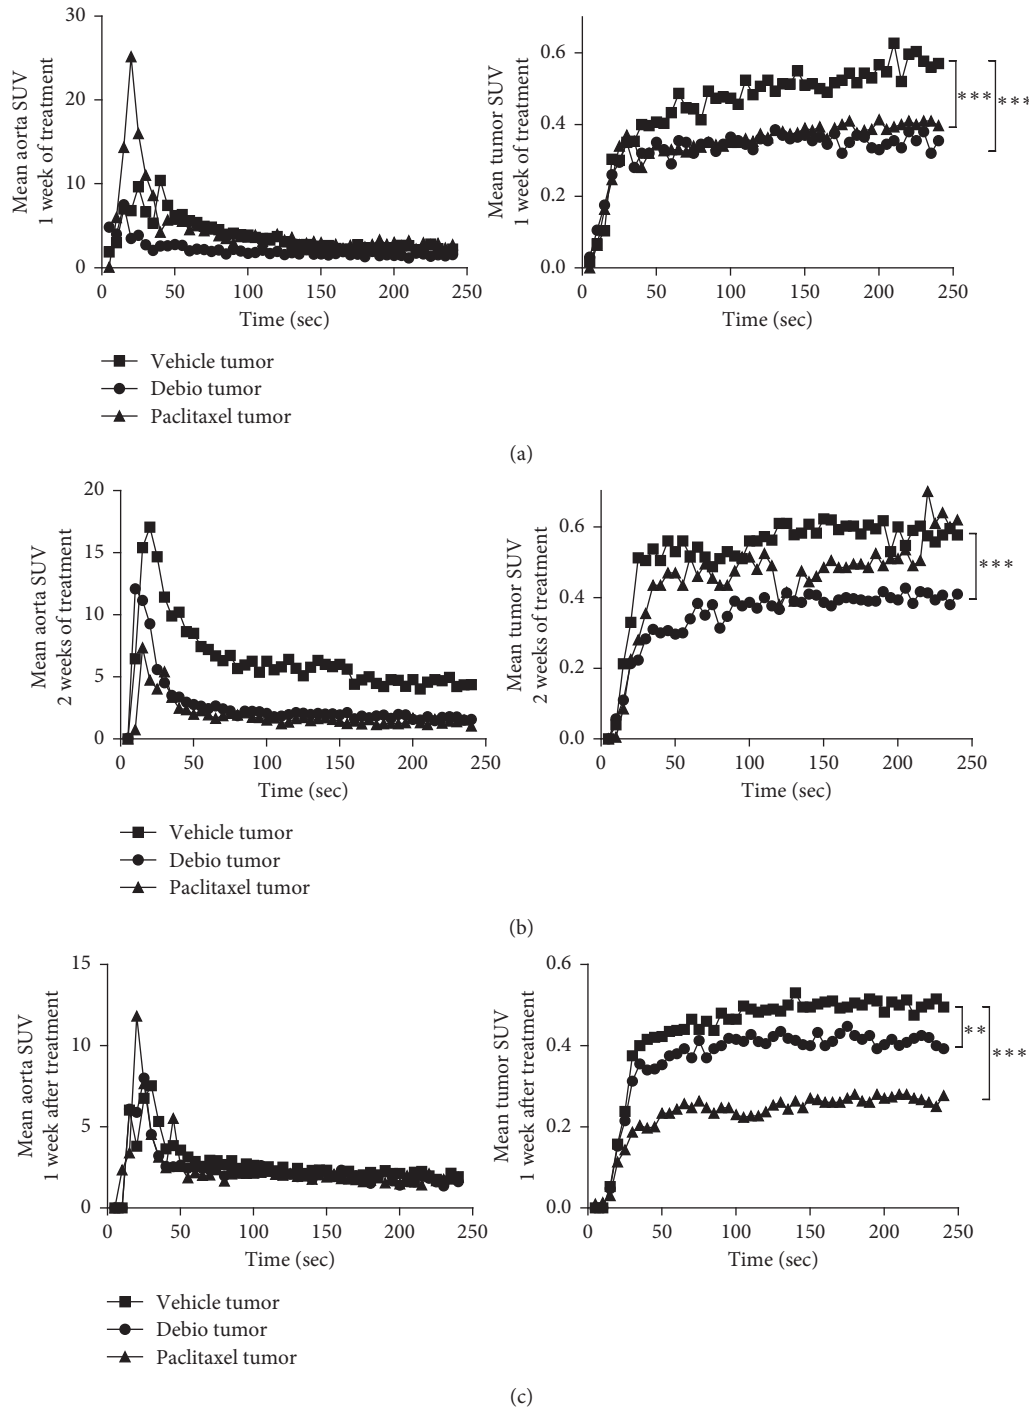 Mean aorta SUV
1 week of treatment
30
20
10
0
0 50 100 150 200 250
Time (sec)
Mean tumor SUV
1 week of treatment
0.6
0.4
0.2
0.0
0 50 100 150 200 250
Time (sec)
***
***
Vehicle tumor
Debio tumor
Paclitaxel tumor
(a)
Mean aorta SUV
2 weeks of treatment
20
15
10
5
0
0 50 100 150 200 250
Time (sec)
Mean tumor SUV
2 weeks of treatment
0.6
0.4
0.2
0.0
0 50 100 150 200 250
Time (sec)
***
Vehicle tumor
Debio tumor
Paclitaxel tumor
(b)
Mean aorta SUV
1 week after treatment
15
10
5
0
0 50 100 150 200 250
Time (sec)
Mean tumor SUV
1 week after treatment
0.6
0.4
0.2
0.0
0 50 100 150 200 250
Time (sec)
**
***
Vehicle tumor
Debio tumor
Paclitaxel tumor
(c)